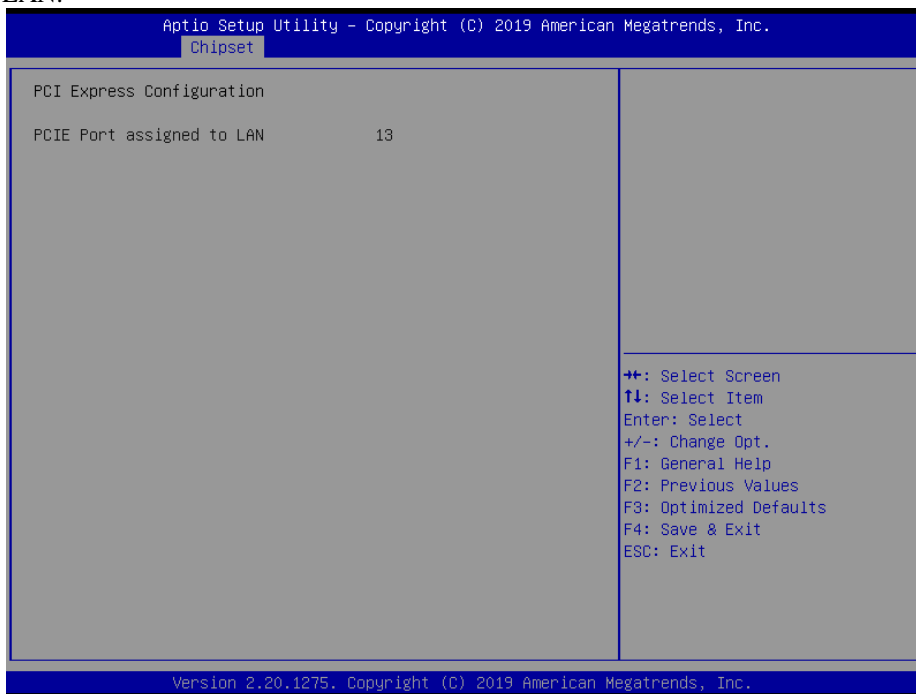 LAN.
Aptio Setup Utility – Copyright (C) 2019 American Megatrends, Inc.
Chipset
PCI Express Configuration
PCIE Port assigned to LAN 13
→←: Select Screen
↑↓: Select Item
Enter: Select
+/-: Change Opt.
F1: General Help
F2: Previous Values
F3: Optimized Defaults
F4: Save & Exit
ESC: Exit
Version 2.20.1275. Copyright (C) 2019 American Megatrends, Inc.